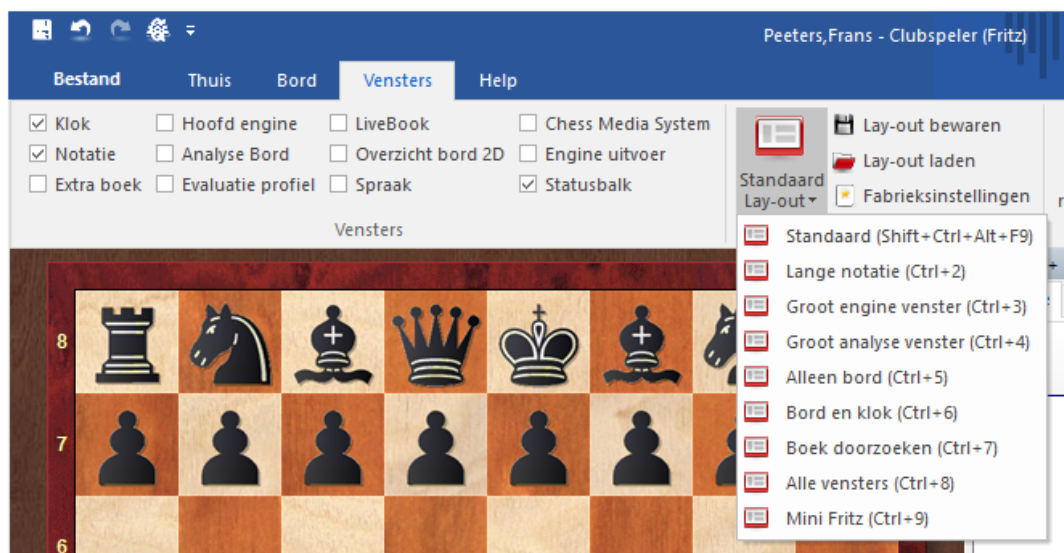 Peeters,Frans - Clubspeler (Fritz)
Bestand Thuis Bord Vensters Help
Klok Hoofd engine LiveBook Chess Media System
Notatie Analyse Bord Overzicht bord 2D Engine uitvoer
Extra boek Evaluatie profiel Spraak Statusbalk
Vensters
Standaard
Lay-out
Lay-out bewaren
Lay-out laden
Fabrieksinstellingen
Standaard (Shift+Ctrl+Alt+F9)
Lange notatie (Ctrl+2)
Groot engine venster (Ctrl+3)
Groot analyse venster (Ctrl+4)
Alleen bord (Ctrl+5)
Bord en klok (Ctrl+6)
Boek doorzoeken (Ctrl+7)
Alle vensters (Ctrl+8)
Mini Fritz (Ctrl+9)
8
7
6